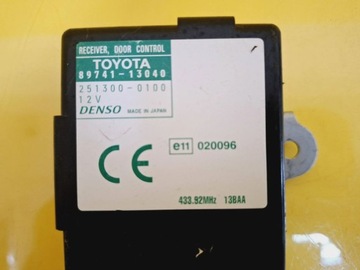 RECEIVER, DOOR CONTROL
TOYOTA
89741-13040
251300-0100
12V
DENSO MADE IN JAPAN
CE
e11 020096
433.92MHz 13BAA